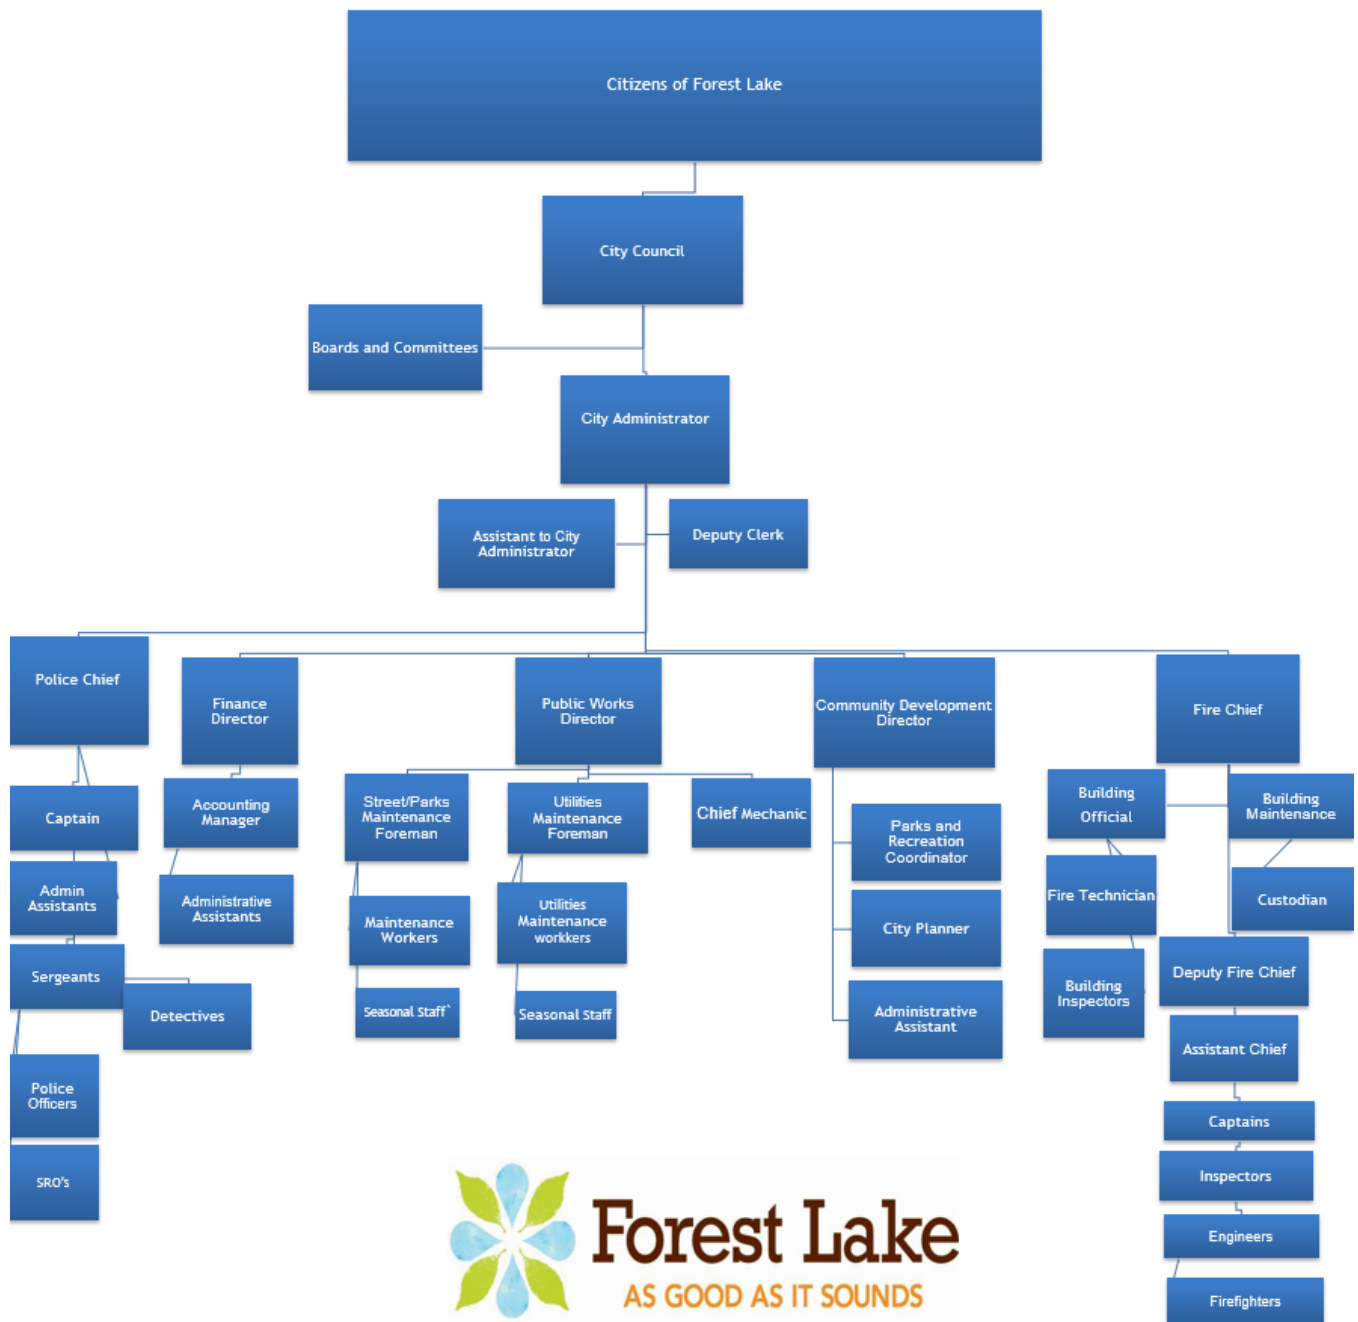 Citizens of Forest Lake
City Council
Boards and Committees
City Administrator
Assistant to City
Administrator
Deputy Clerk
Police Chief
Finance
Director
Public Works
Director
Community Development
Director
Fire Chief
Captain
Accounting
Manager
Street/Parks
Maintenance
Foreman
Utilities
Maintenance
Foreman
Chief Mechanic
Parks and
Recreation
Coordinator
Building
Official
Building
Maintenance
Admin
Assistants
Administrative
Assistants
Maintenance
Workers
Utilities
Maintenance
workkers
City Planner
Fire Technician
Custodian
Sergeants
Detectives
Seasonal Staff`
Seasonal Staff
Administrative
Assistant
Building
Inspectors
Deputy Fire Chief
Assistant Chief
Police
Officers
Captains
SRO's
Inspectors
Engineers
Firefighters
Forest Lake
AS GOOD AS IT SOUNDS